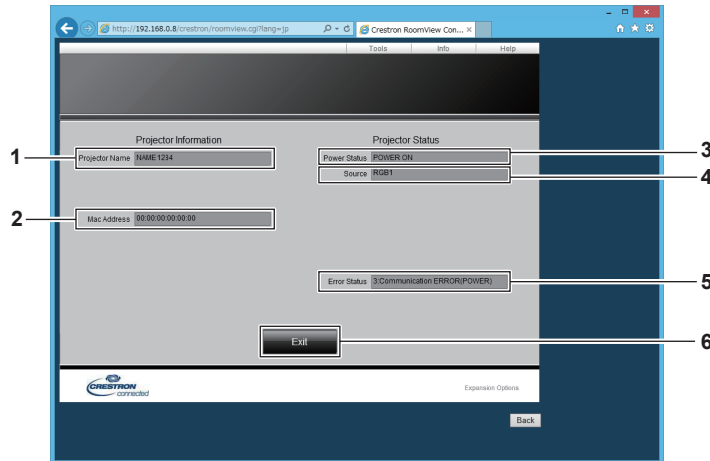 http://192.168.0.8/crestron/roomview.cgi?lang=jp
Crestron RoomView Con... ×
Tools Info Help
Projector Information Projector Status
1 Projector Name NAME1234 Power Status POWER ON 3
Source RGB1 4
2 Mac Address 00:00:00:00:00:00
Error Status 3:Communication ERROR(POWER) 5
Exit 6
CRESTRON
connected
Expansion Options
Back